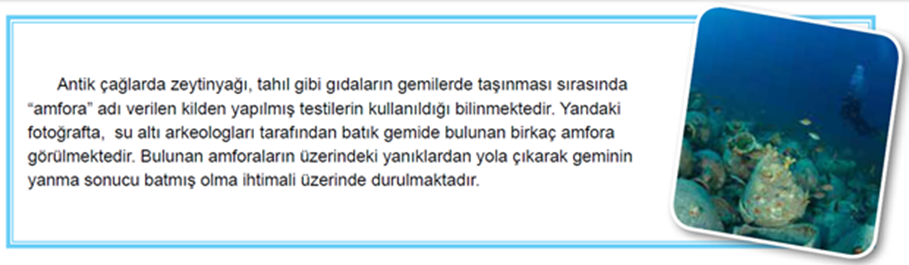 Antik çağlarda zeytinyağı, tahıl gibi gıdaların gemilerde taşınması sırasında
“amfora” adı verilen kilden yapılmış testilerin kullanıldığı bilinmektedir. Yandaki
fotoğrafta, su altı arkeologları tarafından batık gemide bulunan birkaç amfora
görülmektedir. Bulunan amforaların üzerindeki yanıklardan yola çıkarak geminin
yanma sonucu batmış olma ihtimali üzerinde durulmaktadır.